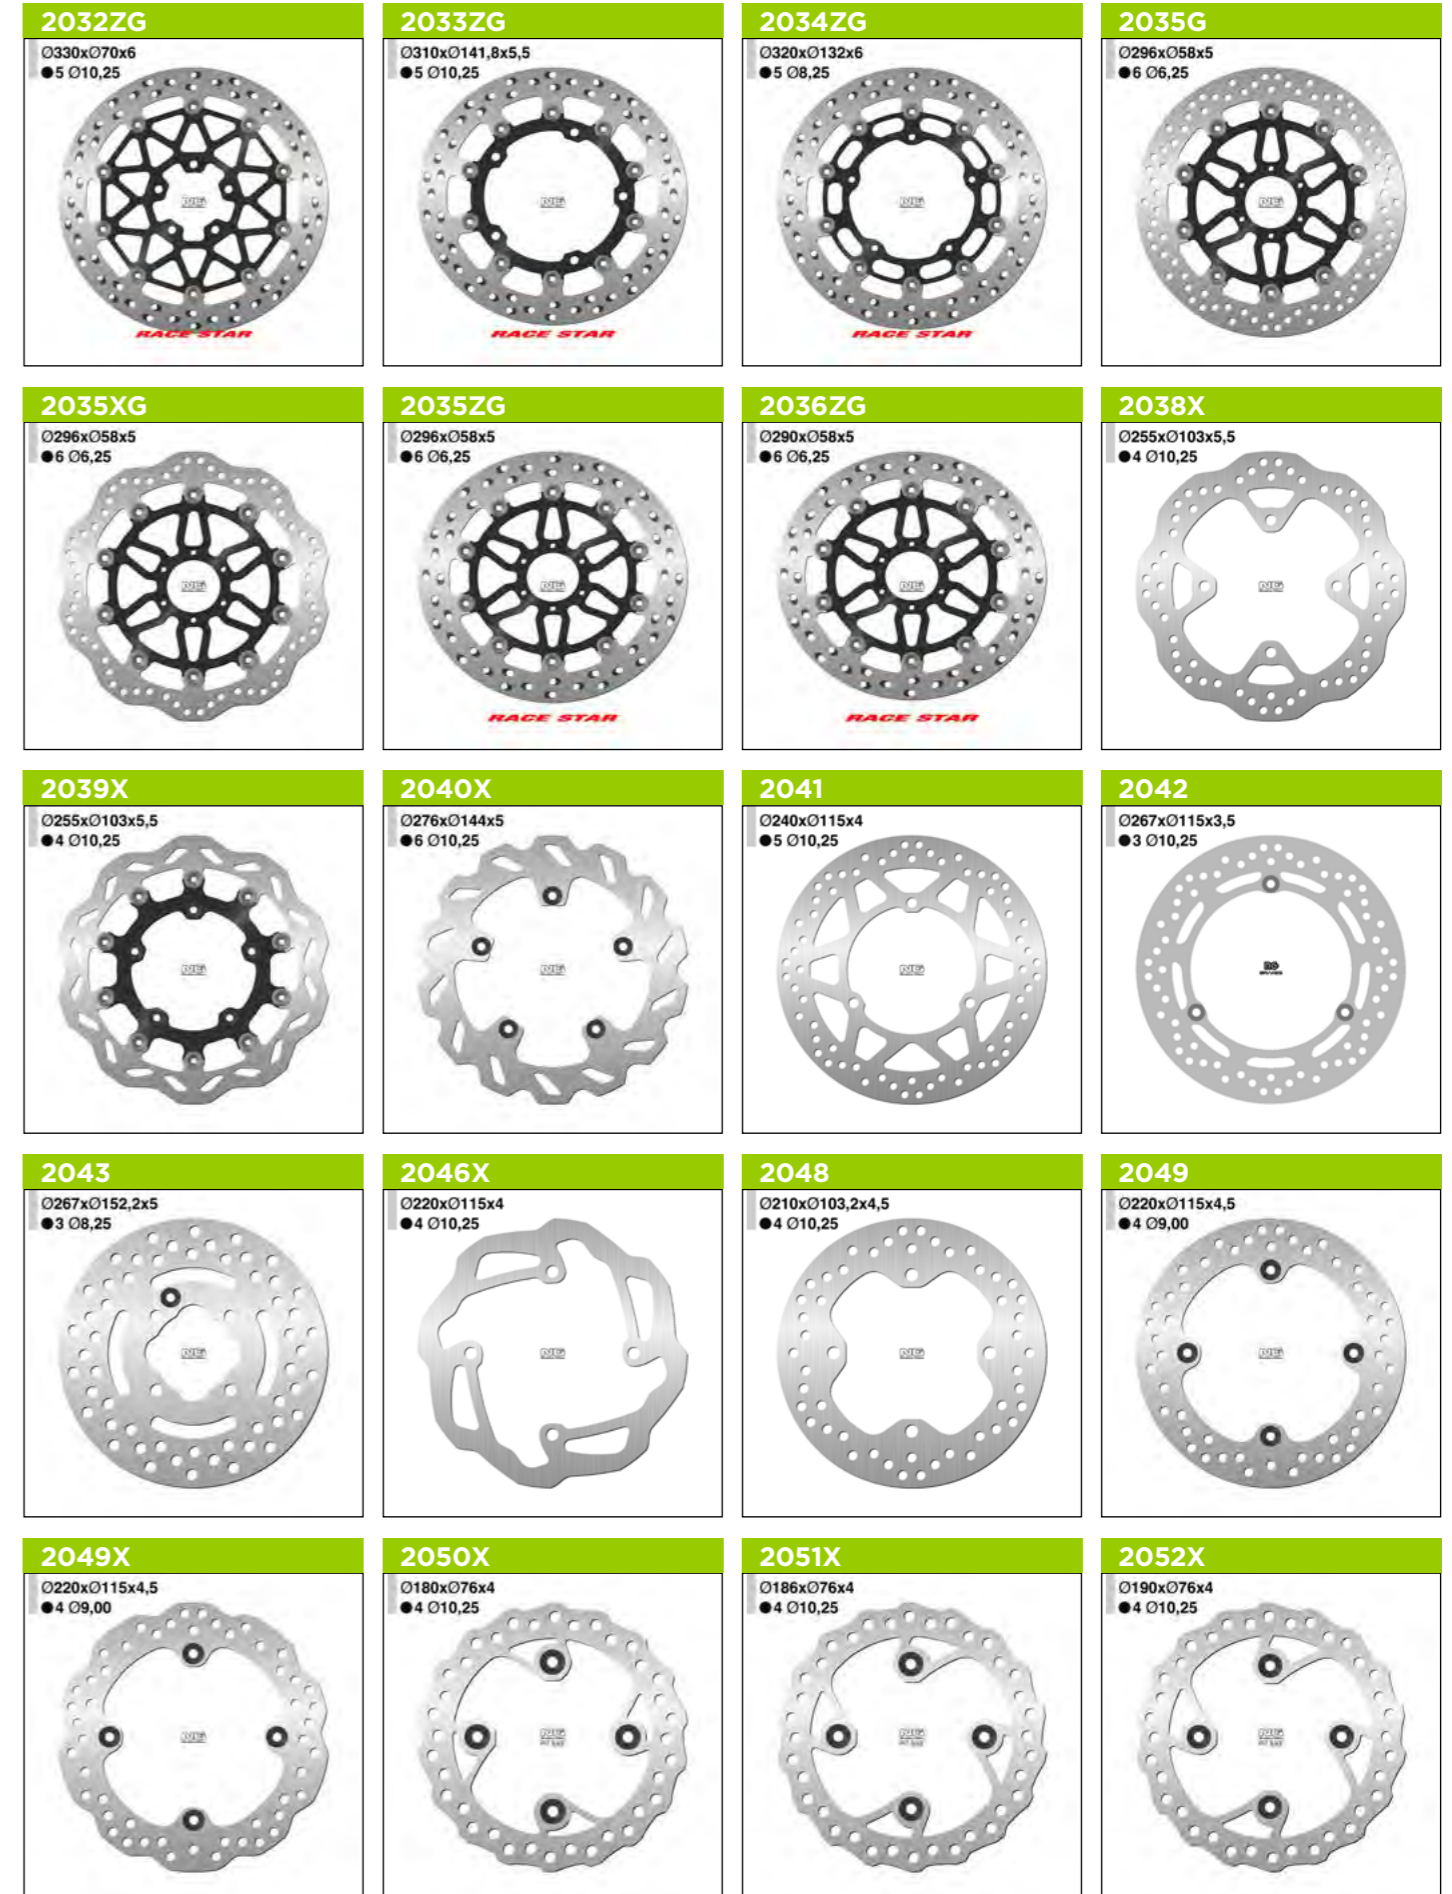 2032ZG
Ø330xØ70x6
●5 Ø10,25
RACE STAR
2033ZG
Ø310xØ141,8x5,5
●5 Ø10,25
RACE STAR
2034ZG
Ø320xØ132x6
●5 Ø8,25
RACE STAR
2035G
Ø296xØ58x5
●6 Ø6,25
2035XG
Ø296xØ58x5
●6 Ø6,25
2035ZG
Ø296xØ58x5
●6 Ø6,25
RACE STAR
2036ZG
Ø290xØ58x5
●6 Ø6,25
RACE STAR
2038X
Ø255xØ103x5,5
●4 Ø10,25
2039X
Ø255xØ103x5,5
●4 Ø10,25
2040X
Ø276xØ144x5
●6 Ø10,25
2041
Ø240xØ115x4
●5 Ø10,25
2042
Ø267xØ115x3,5
●3 Ø10,25
2043
Ø267xØ152,2x5
●3 Ø8,25
2046X
Ø220xØ115x4
●4 Ø10,25
2048
Ø210xØ103,2x4,5
●4 Ø10,25
2049
Ø220xØ115x4,5
●4 Ø9,00
2049X
Ø220xØ115x4,5
●4 Ø9,00
2050X
Ø180xØ76x4
●4 Ø10,25
2051X
Ø186xØ76x4
●4 Ø10,25
2052X
Ø190xØ76x4
●4 Ø10,25